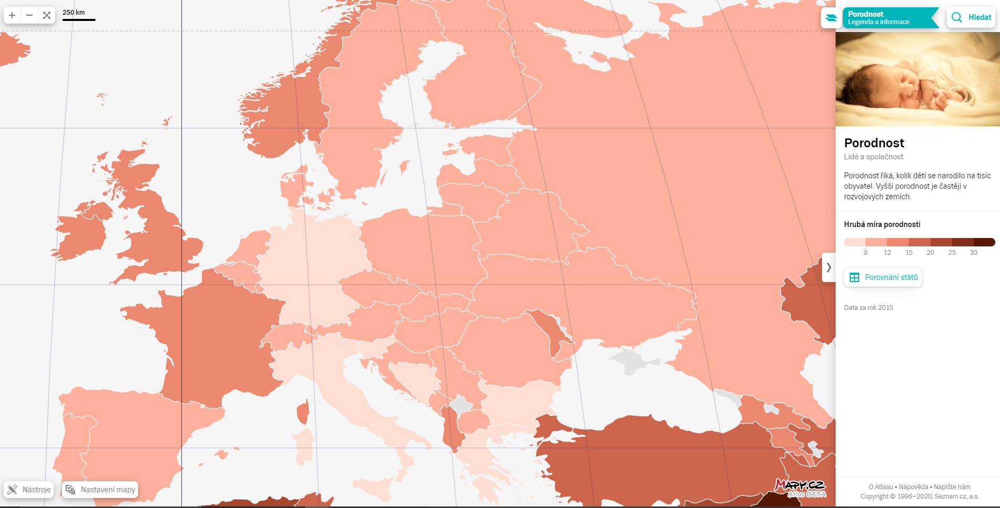 250 km
Porodnost
Legenda a informace
Hledat
Porodnost
Lidé a společnost
Porodnost říká, kolik dětí se narodilo na tisíc
obyvatel. Vyšší porodnost je častěji v
rozvojových zemích.
Hrubá míra porodnosti
9 12 15 20 25 30
Porovnání států
Data za rok 2015
Nástroje
Nastavení mapy
MAPY.CZ
Atlas BETA
O Atlasu • Nápověda • Napište nám
Copyright © 1996–2020, Seznam.cz, a.s.